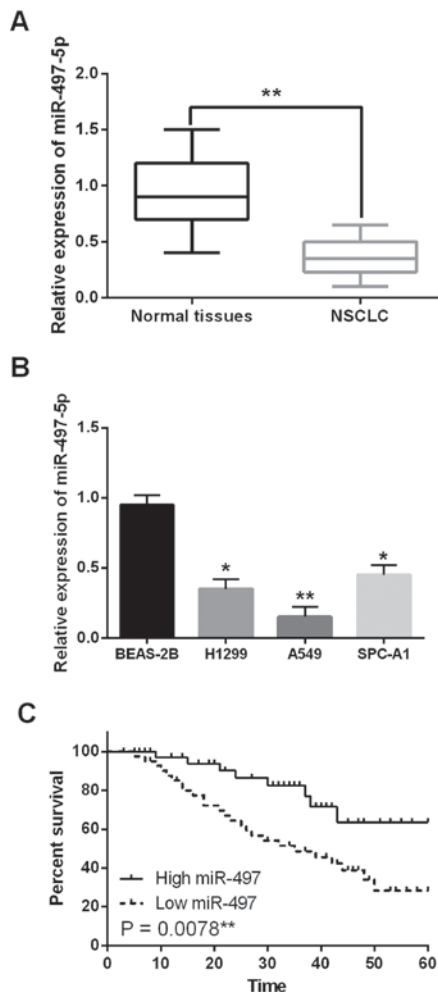 A
Relative expression of miR-497-5p
2.0
1.5
1.0
0.5
0.0
**
Normal tissues
NSCLC
B
Relative expression of miR-497-5p
1.5
1.0
0.5
0.0
*
**
*
BEAS-2B
H1299
A549
SPC-A1
C
Percent survival
100
80
60
40
20
0
High miR-497
Low miR-497
P = 0.0078**
0
10
20
30
40
50
60
Time